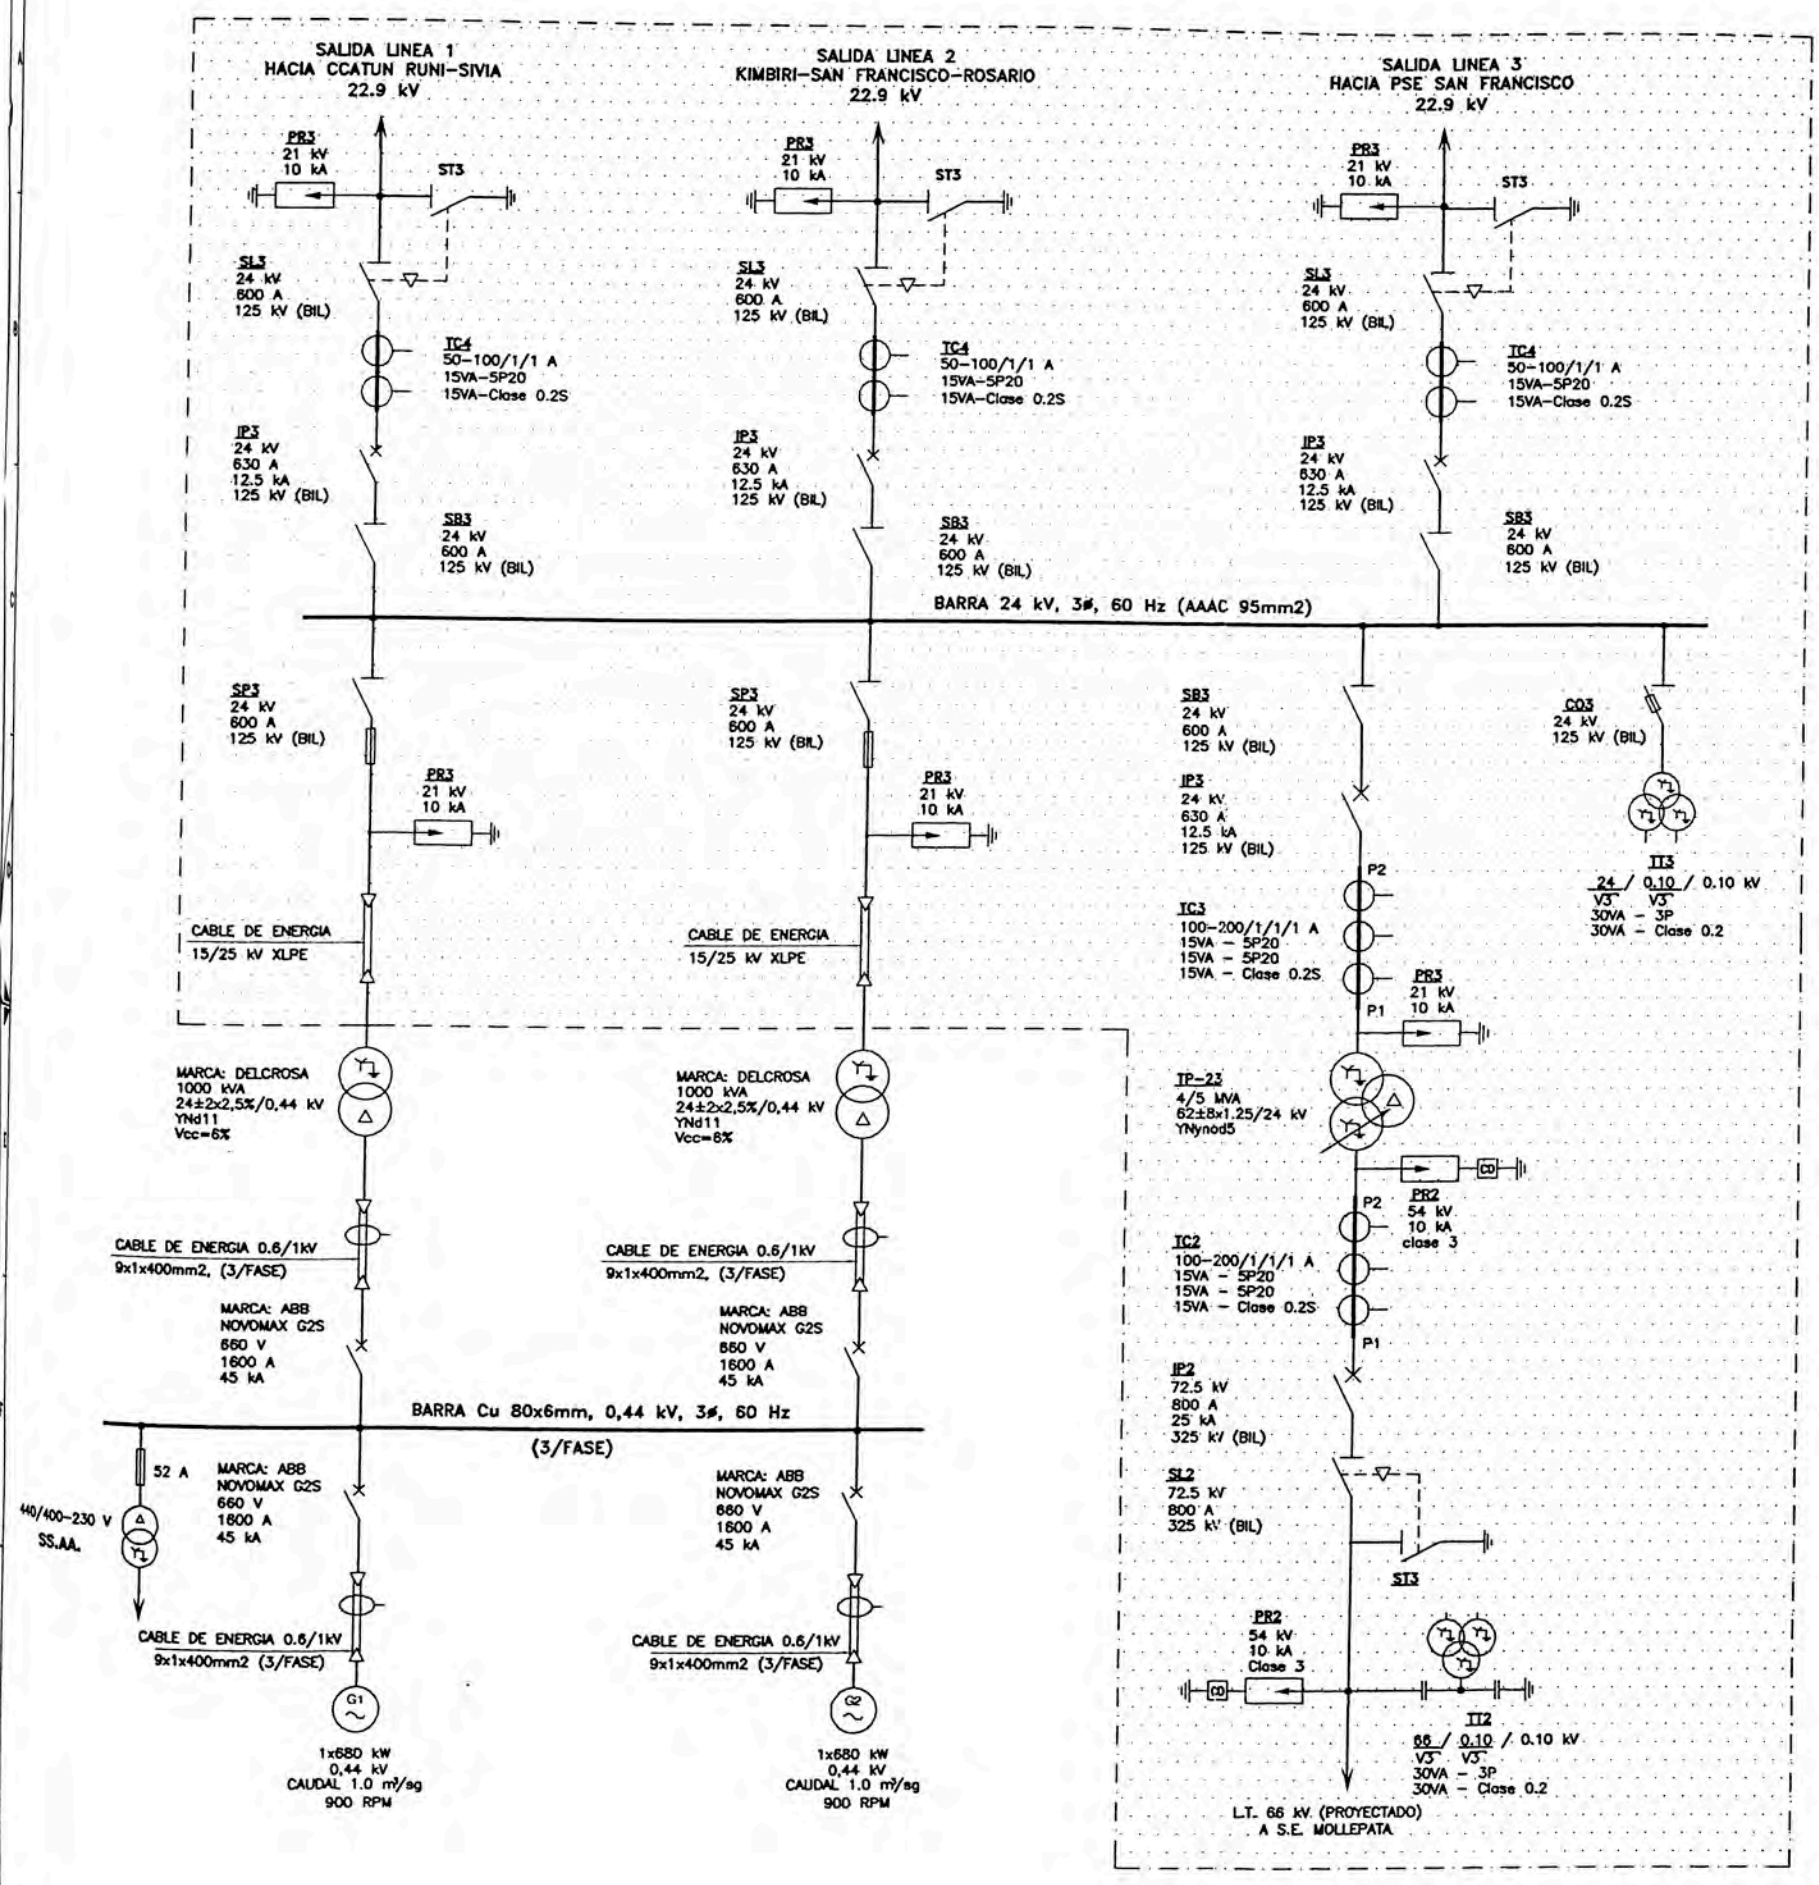 SALIDA LINEA 1
HACIA CCATUN RUNI-SIVIA
22.9 kV
SALIDA LINEA 2
KIMBIRI-SAN FRANCISCO-ROSARIO
22.9 kV
SALIDA LINEA 3
HACIA PSE SAN FRANCISCO
22.9 kV
PR3
21 kV
10 kA
ST3
PR3
21 kV
10 kA
ST3
PR3
21 kV
10 kA
ST3
SL3
24 kV
600 A
125 kV (BIL)
SL3
24 kV
600 A
125 kV (BIL)
SL3
24 kV
600 A
125 kV (BIL)
TC4
50-100/1/1 A
15VA-5P20
15VA-Clase 0.2S
TC4
50-100/1/1 A
15VA-5P20
15VA-Clase 0.2S
TC4
50-100/1/1 A
15VA-5P20
15VA-Clase 0.2S
IP3
24 kV
630 A
12.5 kA
125 kV (BIL)
IP3
24 kV
630 A
12.5 kA
125 kV (BIL)
IP3
24 kV
630 A
12.5 kA
125 kV (BIL)
SB3
24 kV
600 A
125 kV (BIL)
SB3
24 kV
600 A
125 kV (BIL)
SB3
24 kV
600 A
125 kV (BIL)
BARRA 24 kV, 3ø, 60 Hz (AAAC 95mm2)
SP3
24 kV
600 A
125 kV (BIL)
SP3
24 kV
600 A
125 kV (BIL)
SB3
24 kV
600 A
125 kV (BIL)
CO3
24 kV
125 kV (BIL)
PR3
21 kV
10 kA
PR3
21 kV
10 kA
IP3
24 kV
630 A
12.5 kA
125 kV (BIL)
TT3
24 / 0.10 / 0.10 kV
V3 V3
30VA - 3P
30VA - Clase 0.2
CABLE DE ENERGIA
15/25 kV XLPE
CABLE DE ENERGIA
15/25 kV XLPE
P2
TC3
100-200/1/1/1 A
15VA - 5P20
15VA - 5P20
15VA - Clase 0.2S
P1
PR3
21 kV
10 kA
MARCA: DELCROSA
1000 kVA
24±2x2,5%/0,44 kV
YNd11
Vcc=6%
MARCA: DELCROSA
1000 kVA
24±2x2,5%/0,44 kV
YNd11
Vcc=6%
TP-23
4/5 MVA
62±8x1.25/24 kV
YNynod5
CD
PR2
54 kV
10 kA
clase 3
P2
TC2
100-200/1/1/1 A
15VA - 5P20
15VA - 5P20
15VA - Clase 0.2S
P1
CABLE DE ENERGIA 0.6/1kV
9x1x400mm2, (3/FASE)
CABLE DE ENERGIA 0.6/1kV
9x1x400mm2, (3/FASE)
MARCA: ABB
NOVOMAX G2S
660 V
1600 A
45 kA
MARCA: ABB
NOVOMAX G2S
660 V
1600 A
45 kA
IP2
72.5 kV
800 A
25 kA
325 kV (BIL)
BARRA Cu 80x6mm, 0,44 kV, 3ø, 60 Hz
(3/FASE)
52 A
440/400-230 V
SS.AA.
MARCA: ABB
NOVOMAX G2S
660 V
1600 A
45 kA
MARCA: ABB
NOVOMAX G2S
660 V
1600 A
45 kA
SL2
72.5 kV
800 A
325 kV (BIL)
ST3
CABLE DE ENERGIA 0.6/1kV
9x1x400mm2 (3/FASE)
CABLE DE ENERGIA 0.6/1kV
9x1x400mm2 (3/FASE)
PR2
54 kV
10 kA
Clase 3
CD
G1
G2
TT2
66 / 0.10 / 0.10 kV
V3 V3
30VA - 3P
30VA - Clase 0.2
1x680 kW
0,44 kV
CAUDAL 1.0 m³/sg
900 RPM
1x680 kW
0,44 kV
CAUDAL 1.0 m³/sg
900 RPM
L.T. 66 kV (PROYECTADO)
A S.E. MOLLEPATA